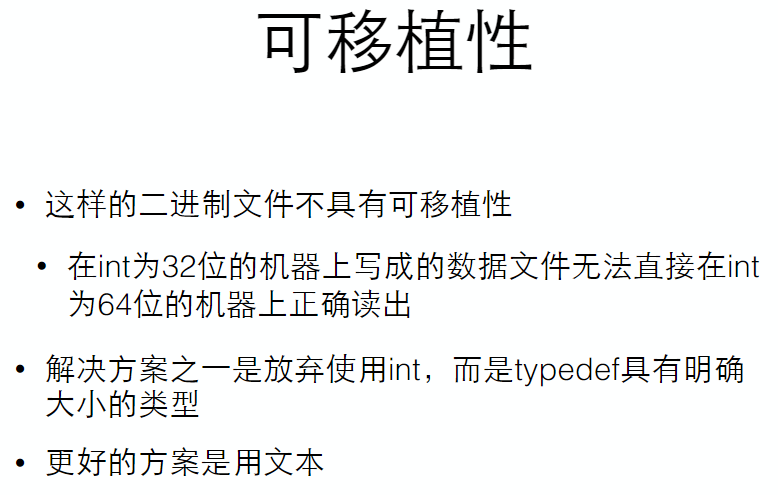 可移植性
• 这样的二进制文件不具有可移植性
• 在int为32位的机器上写成的数据文件无法直接在int
为64位的机器上正确读出
• 解决方案之一是放弃使用int，而是typedef具有明确
大小的类型
• 更好的方案是用文本